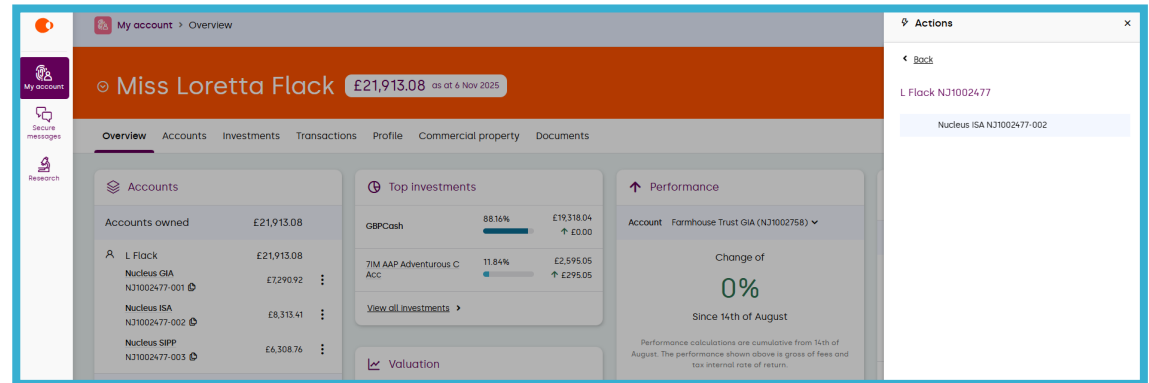 My account > Overview
Actions
×
Back
My account
Miss Loretta Flack £21,913.08 as at 6 Nov 2025
L Flack NJ1002477
Nucleus ISA NJ1002477-002
Secure
messages
Overview Accounts Investments Transactions Profile Commercial property Documents
Research
Accounts
Accounts owned £21,913.08
L Flack £21,913.08
Nucleus GIA
NJ1002477-001
£7,290.92
Nucleus ISA
NJ1002477-002
£8,313.41
Nucleus SIPP
NJ1002477-003
£6,308.76
Top investments
GBPCash
88.16%
£19,318.04
£0.00
7IM AAP Adventurous C
Acc
11.84%
£2,595.05
£295.05
View all investments >
Valuation
Performance
Account Farmhouse Trust GIA (NJ1002758)
Change of
0%
Since 14th of August
Performance calculations are cumulative from 14th of
August. The performance shown above is gross of fees and
tax internal rate of return.